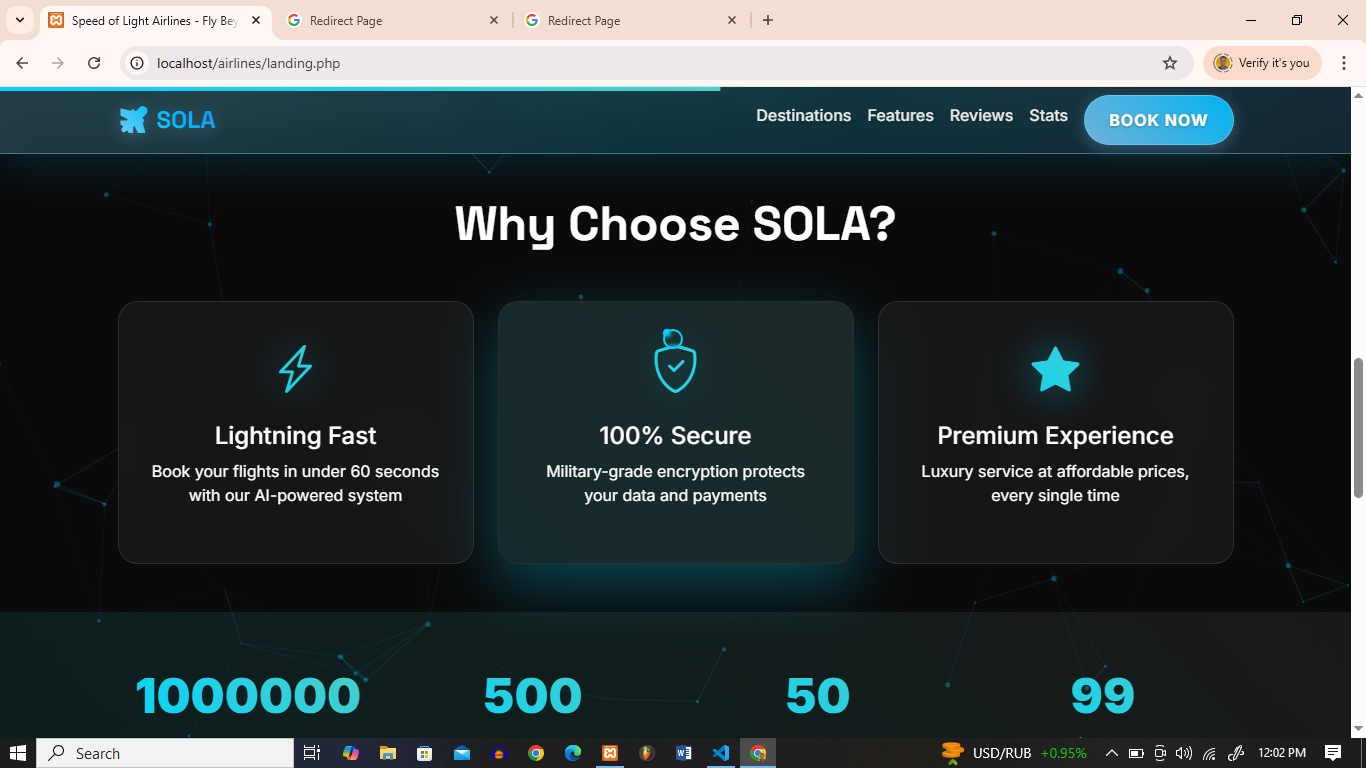 Speed of Light Airlines - Fly Bey
Redirect Page
Redirect Page
localhost/airlines/landing.php
Verify it's you
SOLA
Destinations
Features
Reviews
Stats
BOOK NOW
Why Choose SOLA?
Lightning Fast
Book your flights in under 60 seconds
with our AI-powered system
100% Secure
Military-grade encryption protects
your data and payments
Premium Experience
Luxury service at affordable prices,
every single time
1000000
500
50
99
Search
USD/RUB +0.95%
12:02 PM